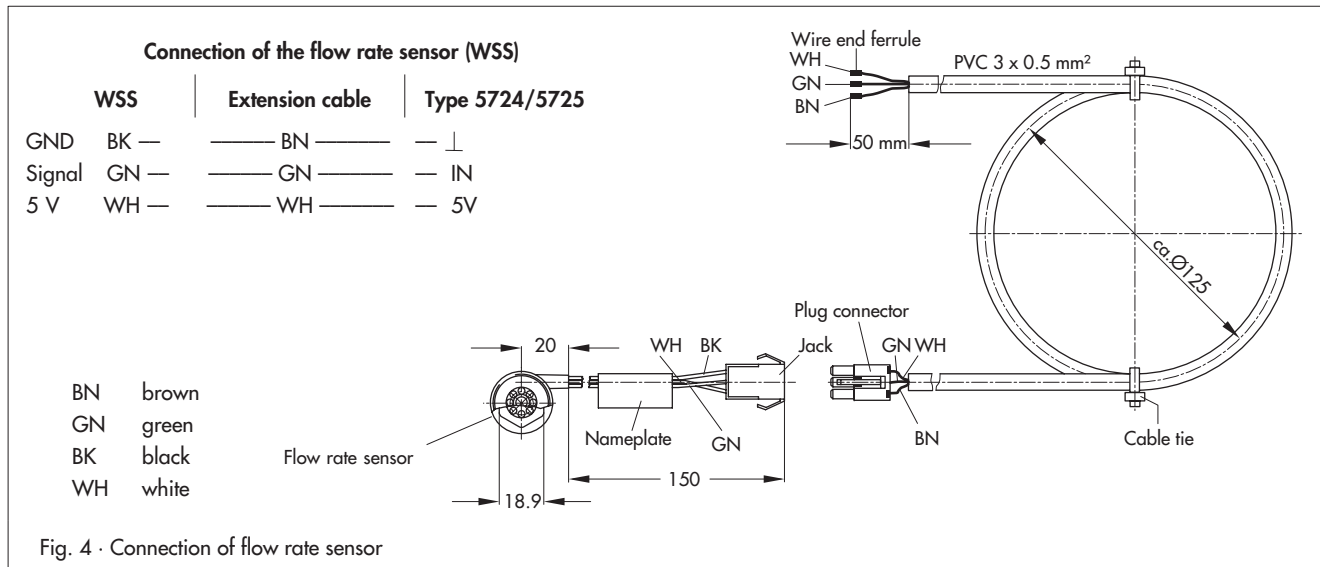 Connection of the flow rate sensor (WSS)
WSS Extension cable Type 5724/5725
GND BK — —— BN —— — ⊥
Signal GN — —— GN —— — IN
5 V WH — —— WH —— — 5V
Wire end ferrule
WH
GN
BN
PVC 3 x 0.5 mm²
50 mm
ca.Ø125
Plug connector
GN WH
BN
Cable tie
20
WH
BK
Jack
Nameplate
GN
Flow rate sensor
150
18.9
BN brown
GN green
BK black
WH white
Fig. 4 · Connection of flow rate sensor